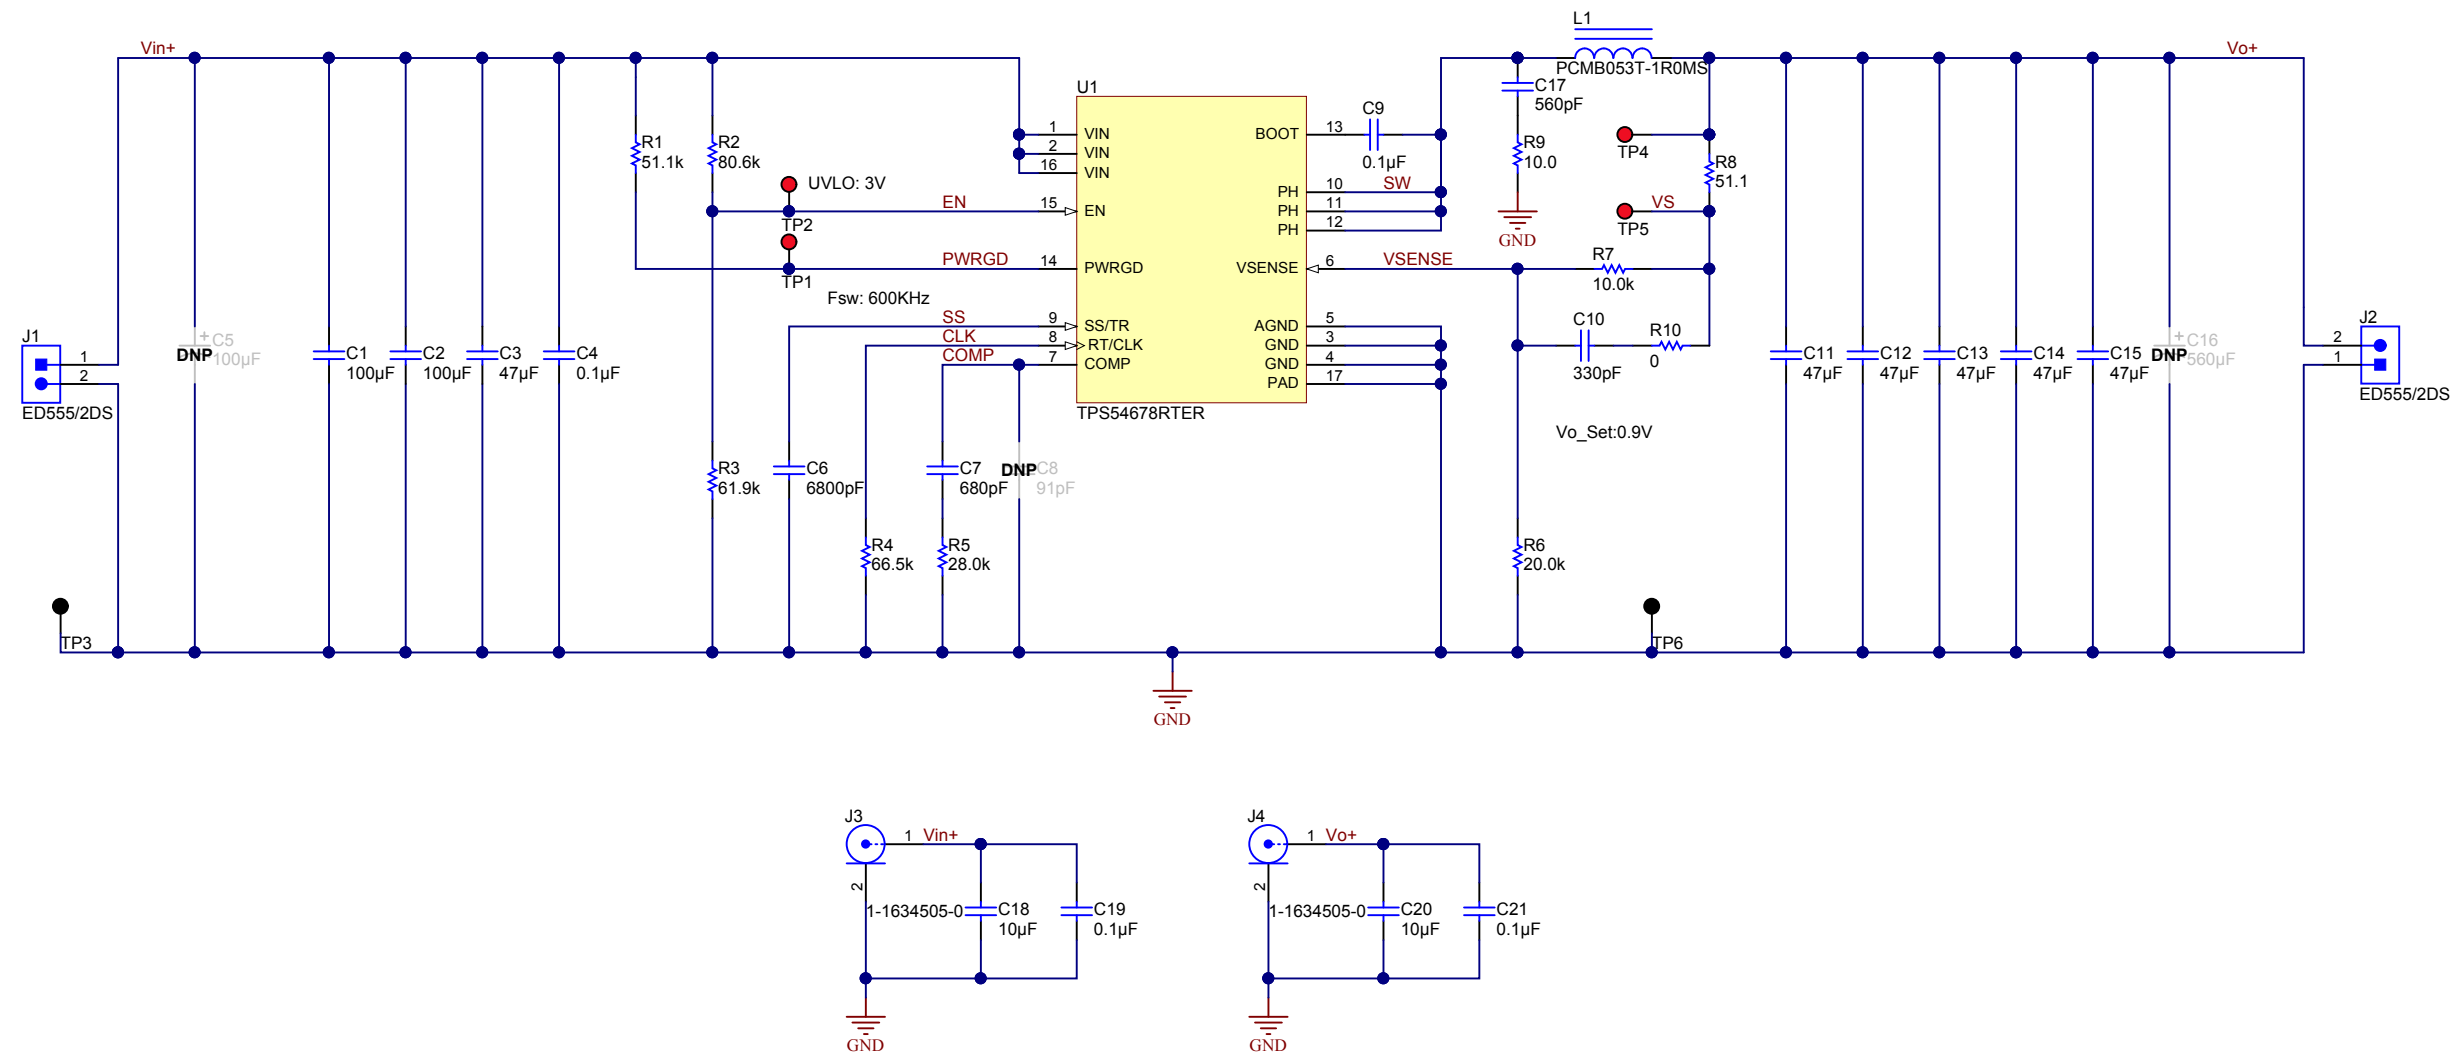 L1
Vin+
Vo+
PCMB053T-1R0MS
U1
C17
560pF
C9
0.1µF
1
VIN
2
VIN
16
VIN
BOOT
13
R1
51.1k
R2
80.6k
R9
10.0
TP4
R8
51.1
UVLO: 3V
TP2
EN
15
EN
PH
10
SW
PH
11
PH
12
VS
TP5
GND
TP1
PWRGD
14
PWRGD
VSENSE
6
VSENSE
R7
10.0k
Fsw: 600KHz
SS
9
SS/TR
CLK
8
RT/CLK
COMP
7
COMP
AGND
5
GND
3
GND
4
PAD
17
TPS54678RTER
C10
330pF
R10
0
J1
1
2
ED555/2DS
+
C5
DNP
100µF
C1
100µF
C2
100µF
C3
47µF
C4
0.1µF
C11
47µF
C12
47µF
C13
47µF
C14
47µF
C15
47µF
+
C16
DNP
560µF
J2
2
1
ED555/2DS
Vo_Set:0.9V
R3
61.9k
C6
6800pF
C7
680pF
DNP
C8
91pF
R4
66.5k
R5
28.0k
R6
20.0k
TP3
TP6
GND
J3
1
Vin+
2
1-1634505-0
C18
10µF
C19
0.1µF
GND
J4
1
Vo+
2
1-1634505-0
C20
10µF
C21
0.1µF
GND